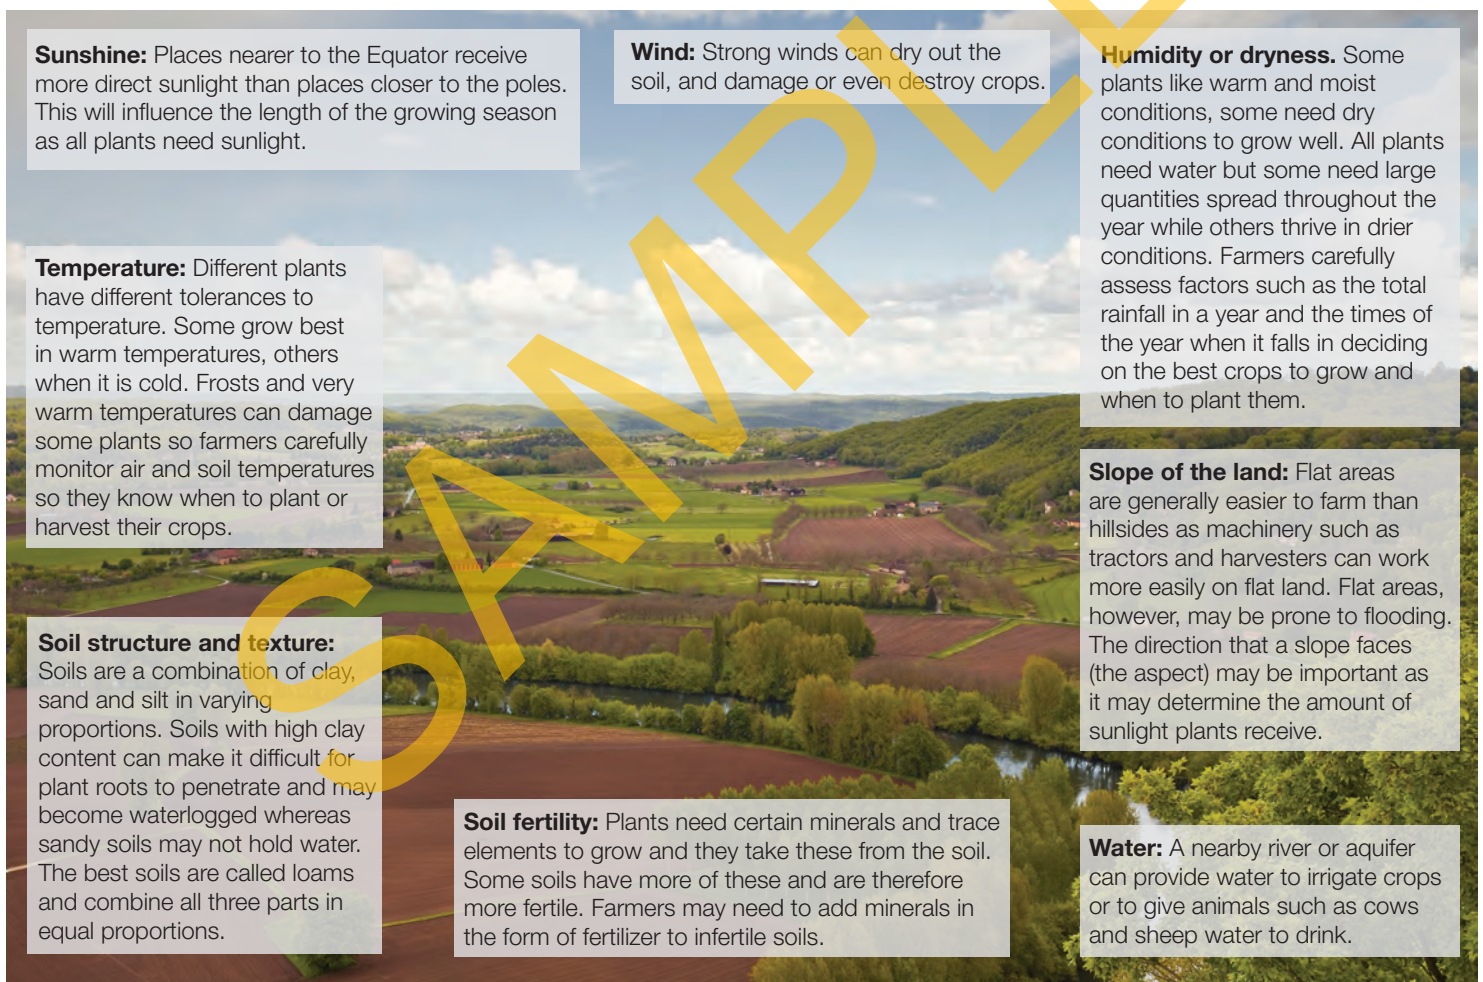 Sunshine: Places nearer to the Equator receive
more direct sunlight than places closer to the poles.
This will influence the length of the growing season
as all plants need sunlight.
Wind: Strong winds can dry out the
soil, and damage or even destroy crops.
Humidity or dryness. Some
plants like warm and moist
conditions, some need dry
conditions to grow well. All plants
need water but some need large
quantities spread throughout the
year while others thrive in drier
conditions. Farmers carefully
assess factors such as the total
rainfall in a year and the times of
the year when it falls in deciding
on the best crops to grow and
when to plant them.
Temperature: Different plants
have different tolerances to
temperature. Some grow best
in warm temperatures, others
when it is cold. Frosts and very
warm temperatures can damage
some plants so farmers carefully
monitor air and soil temperatures
so they know when to plant or
harvest their crops.
Slope of the land: Flat areas
are generally easier to farm than
hillsides as machinery such as
tractors and harvesters can work
more easily on flat land. Flat areas,
however, may be prone to flooding.
The direction that a slope faces
(the aspect) may be important as
it may determine the amount of
sunlight plants receive.
Soil structure and texture:
Soils are a combination of clay,
sand and silt in varying
proportions. Soils with high clay
content can make it difficult for
plant roots to penetrate and may
become waterlogged whereas
sandy soils may not hold water.
The best soils are called loams
and combine all three parts in
equal proportions.
Soil fertility: Plants need certain minerals and trace
elements to grow and they take these from the soil.
Some soils have more of these and are therefore
more fertile. Farmers may need to add minerals in
the form of fertilizer to infertile soils.
Water: A nearby river or aquifer
can provide water to irrigate crops
or to give animals such as cows
and sheep water to drink.
SAMPLE